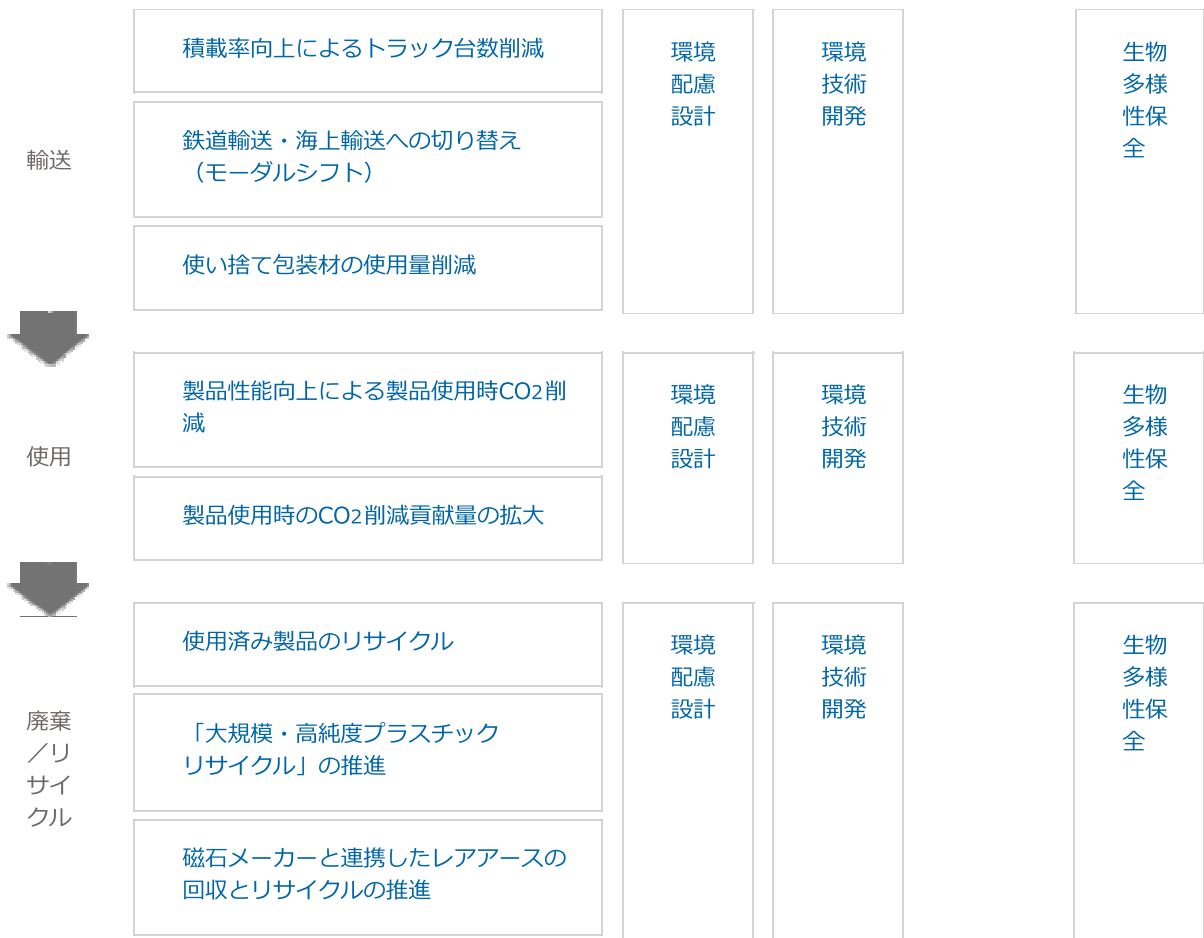 輸送
積載率向上によるトラック台数削減
鉄道輸送・海上輸送への切り替え
（モーダルシフト）
使い捨て包装材の使用量削減
環境
配慮
設計
環境
技術
開発
生物
多様
性保
全
使用
製品性能向上による製品使用時CO2削
減
製品使用時のCO2削減貢献量の拡大
環境
配慮
設計
環境
技術
開発
生物
多様
性保
全
廃棄
／リ
サイ
クル
使用済み製品のリサイクル
「大規模・高純度プラスチック
リサイクル」の推進
磁石メーカーと連携したレアアースの
回収とリサイクルの推進
環境
配慮
設計
環境
技術
開発
生物
多様
性保
全